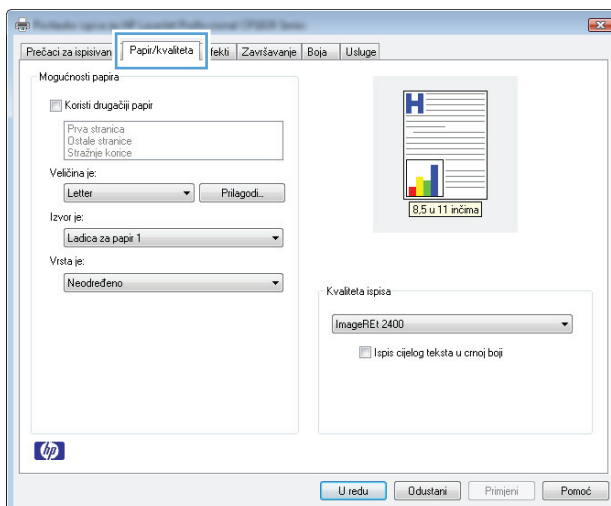 Prečaci za ispisivan
Papir/kvaliteta
fekti
Završavanje
Boja
Usluge
Mogućnosti papira
Koristi drugačiji papir
Prva stranica
Ostale stranice
Stražnje korice
Veličina je:
Letter
Prilagodi...
Izvor je:
Ladica za papir 1
Vrsta je:
Neodređeno
H
8,5 u 11 inčima
Kvaliteta ispisa
ImageREt 2400
Ispis cijelog teksta u crnoj boji
hp
U redu
Odustani
Primjeni
Pomoć